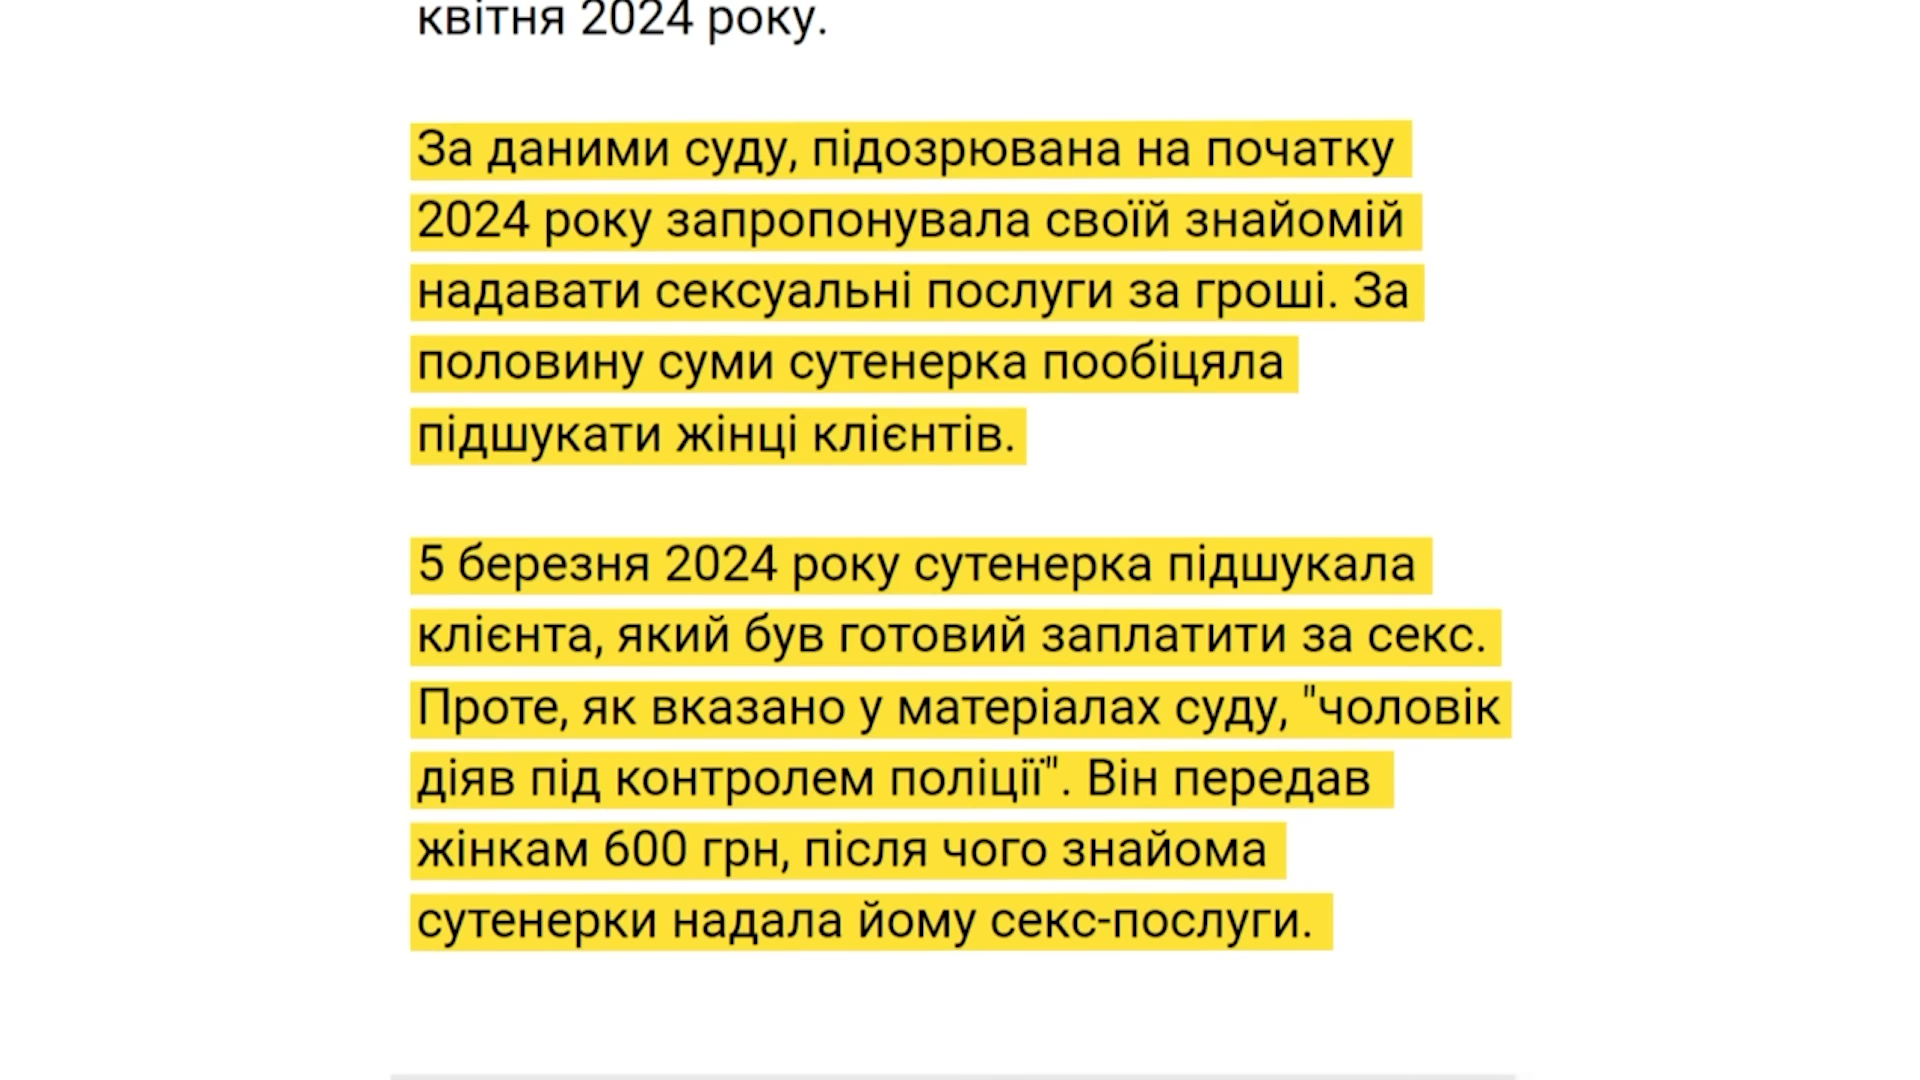 квітня 2024 року.
За даними суду, підозрювана на початку
2024 року запропонувала своїй знайомій
надавати сексуальні послуги за гроші. За
половину суми сутенерка пообіцяла
підшукати жінці клієнтів.
5 березня 2024 року сутенерка підшукала
клієнта, який був готовий заплатити за секс.
Проте, як вказано у матеріалах суду, "чоловік
діяв під контролем поліції". Він передав
жінкам 600 грн, після чого знайома
сутенерки надала йому секс-послуги.